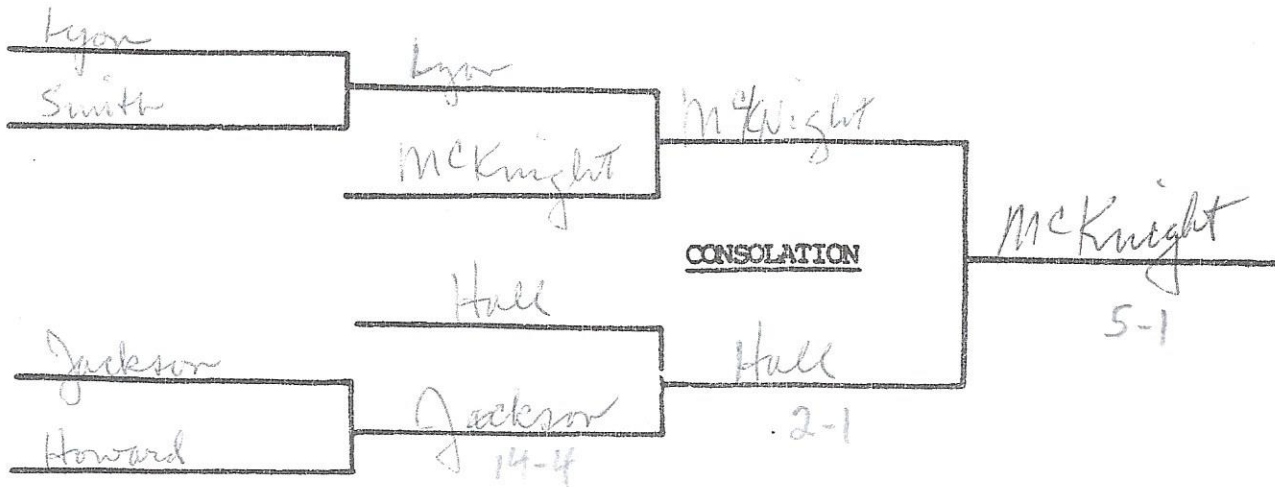 Lyon
Lyon
Smith
McKnight
McKnight
McKnight
CONSOLATION
Hall
5-1
Jackson
Hall
Jackson
2-1
Howard
14-4